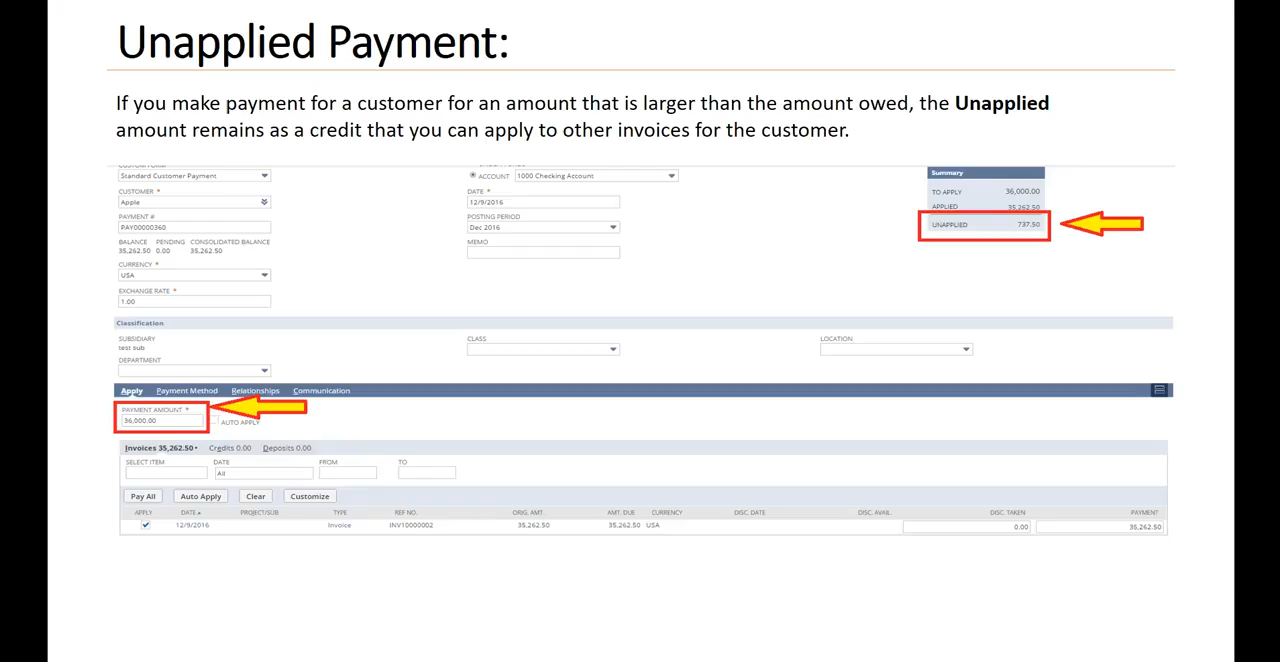 Unapplied Payment:
If you make payment for a customer for an amount that is larger than the amount owed, the Unapplied
amount remains as a credit that you can apply to other invoices for the customer.
Standard Customer Payment
ACCOUNT 1000 Checking Account
Summary
CUSTOMER *
DATE *
TO APPLY 36,000.00
Apple
12/9/2016
APPLIED 35,262.50
PAYMENT #
POSTING PERIOD
UNAPPLIED 737.50
PAY00000360
Dec 2016
BALANCE PENDING CONSOLIDATED BALANCE
MEMO
35,262.50 0.00 35,262.50
CURRENCY *
USA
EXCHANGE RATE *
1.00
Classification
SUBSIDIARY
CLASS
LOCATION
test sub
DEPARTMENT
Apply Payment Method Relationships Communication
PAYMENT AMOUNT *
36,000.00
AUTO APPLY
Invoices 35,262.50 • Credits 0.00 Deposits 0.00
SELECT ITEM DATE FROM TO
All
Pay All Auto Apply Clear Customize
APPLY DATE PROJECT/SUB TYPE REF NO. ORIG. AMT. AMT. DUE CURRENCY DISC. DATE DISC. AVAIL. DISC. TAKEN PAYMENT
12/9/2016 Invoice INV10000002 35,262.50 35,262.50 USA 0.00 35,262.50